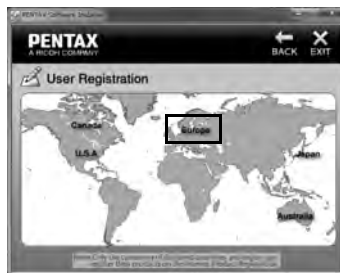 PENTAX Software Installer
PENTAX
A RICOH COMPANY
BACK
EXIT
User Registration
Canada
Europe
U.S.A
Japan
Australia